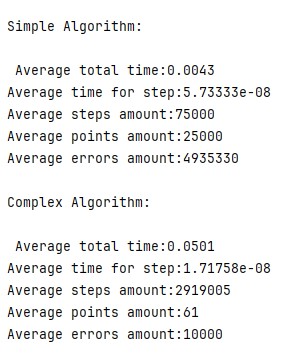 Simple Algorithm:
Average total time:0.0043
Average time for step:5.73333e-08
Average steps amount:75000
Average points amount:25000
Average errors amount:4935330
Complex Algorithm:
Average total time:0.0501
Average time for step:1.71758e-08
Average steps amount:2919005
Average points amount:61
Average errors amount:10000